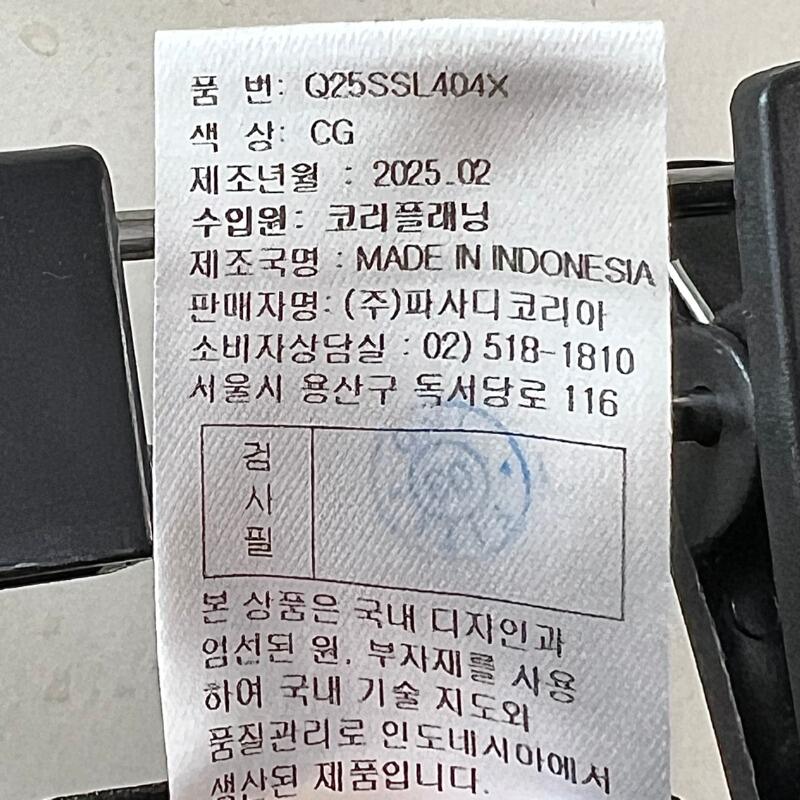 품 번: Q25SSL404X
색 상: CG
제조년월 : 2025.02
수입원: 코리플래닝
제조국명 : MADE IN INDONESIA
판매자명: (주)파사디코리아
소비자상담실 : 02) 518-1810
서울시 용산구 독서당로 116
검
사
필
본 상품은 국내 디자인과
엄선된 원, 부자재를 사용
하여 국내 기술 지도와
품질관리로 인도네시아에서
생산된 제품입니다.